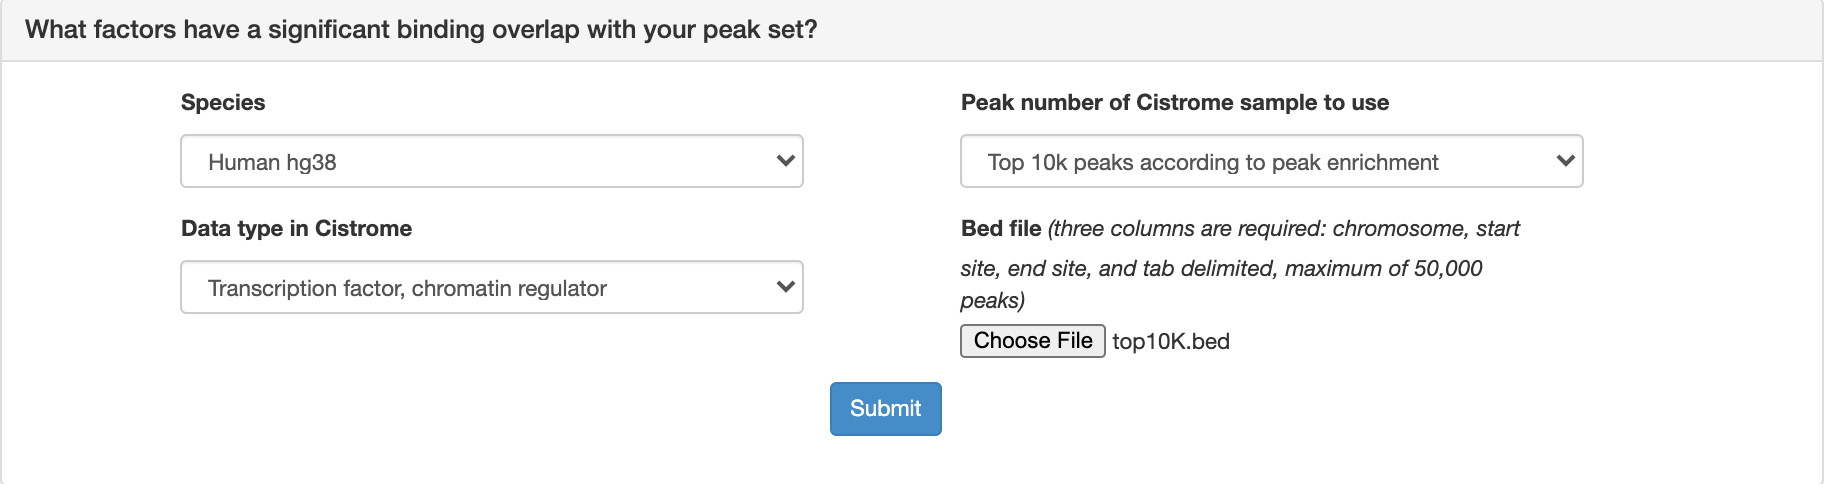 What factors have a significant binding overlap with your peak set?
Species
Human hg38
Data type in Cistrome
Transcription factor, chromatin regulator
Peak number of Cistrome sample to use
Top 10k peaks according to peak enrichment
Bed file (three columns are required: chromosome, start
site, end site, and tab delimited, maximum of 50,000
peaks)
Choose File top10K.bed
Submit